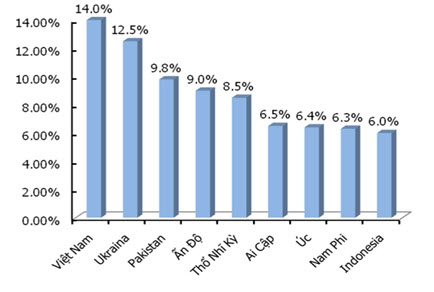 14.00%
12.00%
10.00%
8.00%
6.00%
4.00%
2.00%
0.00%
14.0%
12.5%
9.8%
9.0%
8.5%
6.5%
6.4%
6.3%
6.0%
Việt Nam
Ukraina
Pakistan
Ấn Độ
Thổ Nhĩ Kỳ
Ai Cập
Úc
Nam Phi
Indonesia